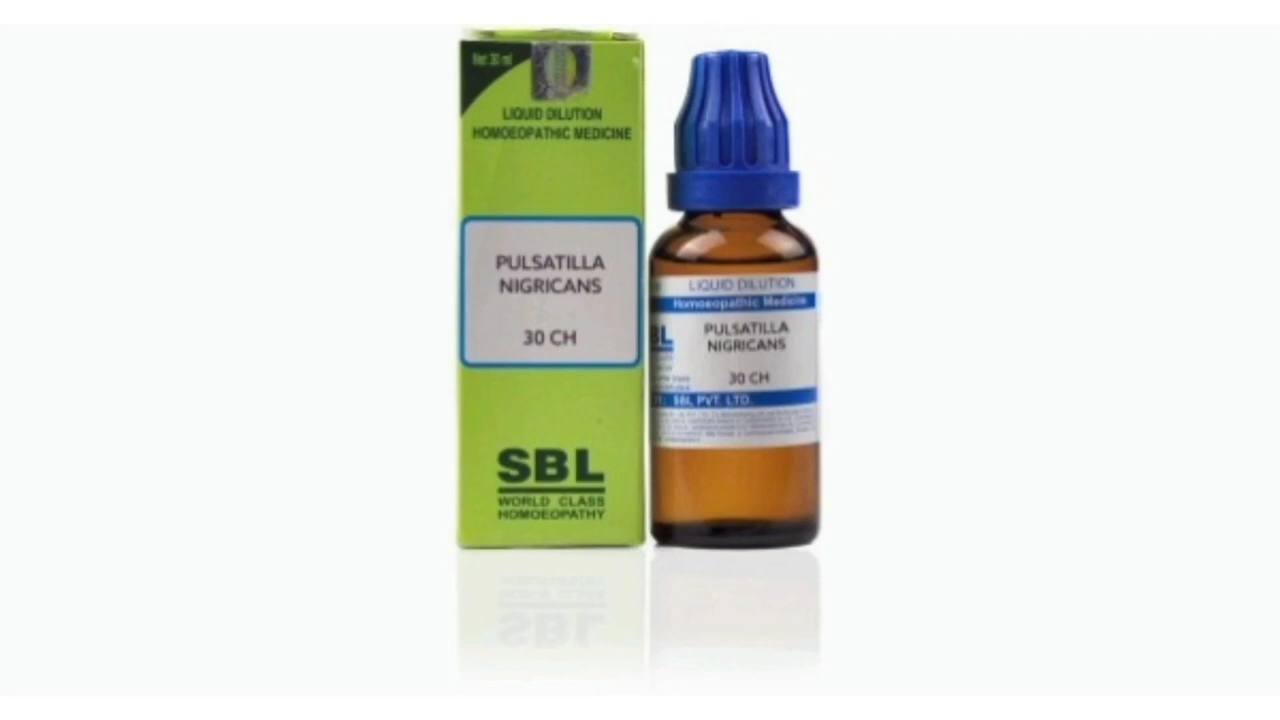 Net 30 ml
LIQUID DILUTION
HOMOEOPATHIC MEDICINE
PULSATILLA
NIGRICANS
30 CH
SBL
WORLD CLASS
HOMOEOPATHY
LIQUID DILUTION
Homoeopathic Medicine
BL
PULSATILLA
NIGRICANS
30 CH
SBL PVT. LTD.